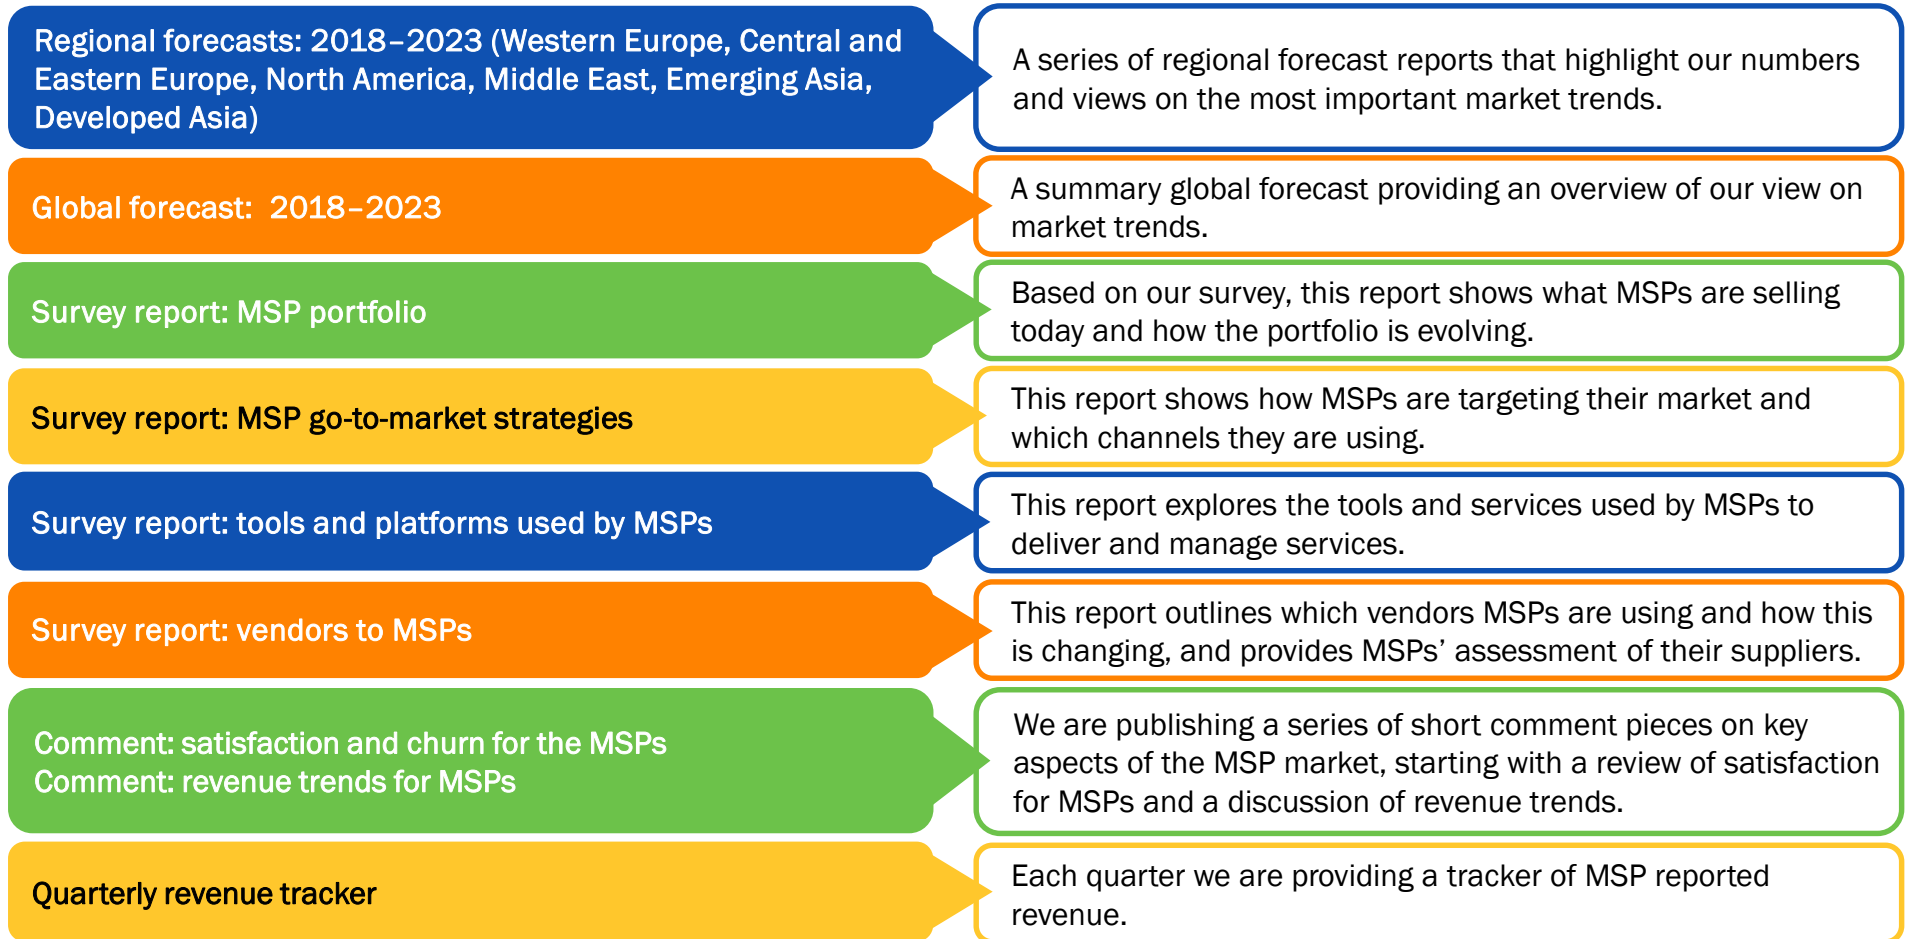 Regional forecasts: 2018–2023 (Western Europe, Central and
Eastern Europe, North America, Middle East, Emerging Asia,
Developed Asia)
A series of regional forecast reports that highlight our numbers
and views on the most important market trends.
Global forecast:  2018–2023
A summary global forecast providing an overview of our view on
market trends.
Survey report: MSP portfolio
Based on our survey, this report shows what MSPs are selling
today and how the portfolio is evolving.
Survey report: MSP go-to-market strategies
This report shows how MSPs are targeting their market and
which channels they are using.
Survey report: tools and platforms used by MSPs
This report explores the tools and services used by MSPs to
deliver and manage services.
Survey report: vendors to MSPs
This report outlines which vendors MSPs are using and how this
is changing, and provides MSPs’ assessment of their suppliers.
Comment: satisfaction and churn for the MSPs
Comment: revenue trends for MSPs
We are publishing a series of short comment pieces on key
aspects of the MSP market, starting with a review of satisfaction
for MSPs and a discussion of revenue trends.
Quarterly revenue tracker
Each quarter we are providing a tracker of MSP reported
revenue.